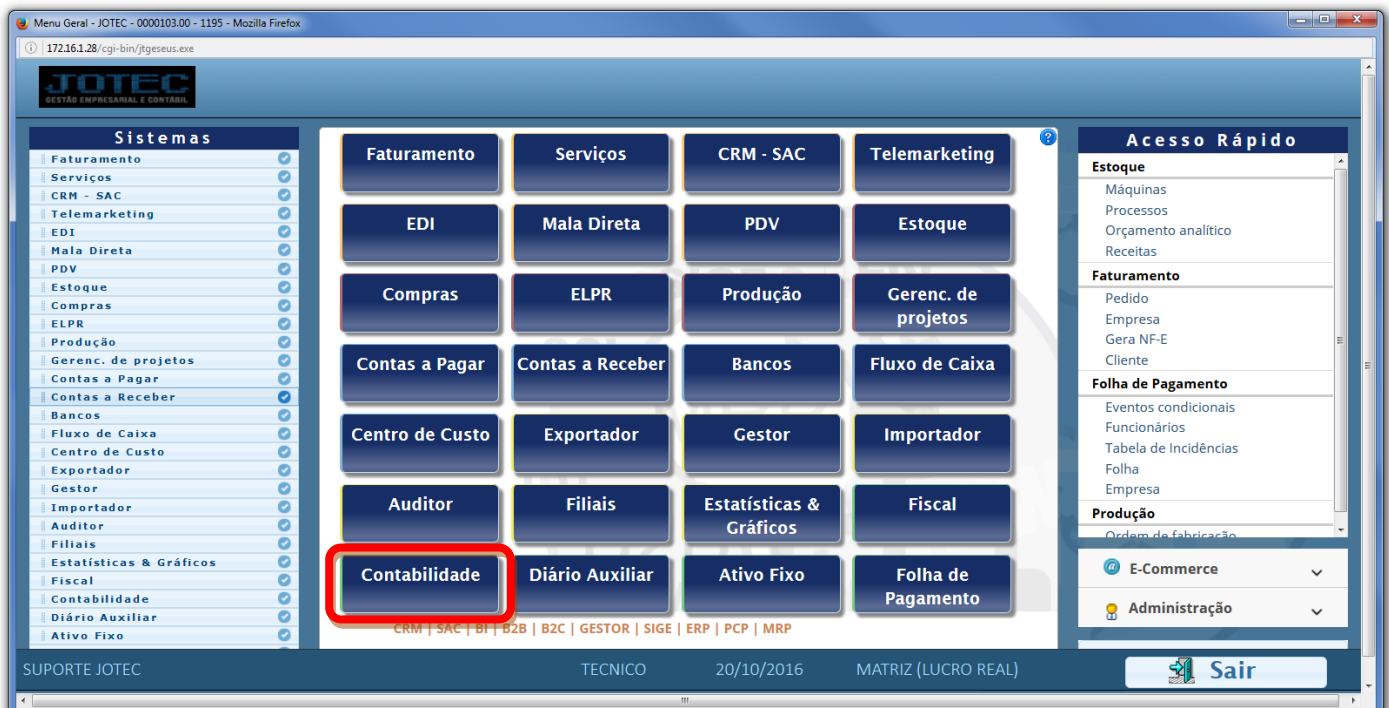 Menu Geral - JOTEC - 0000103.00 - 1195 - Mozilla Firefox
172.16.1.28/cgi-bin/jtgeseus.exe
JOTEC
GESTÃO EMPRESARIAL E CONTÁBIL
Sistemas
Faturamento
Serviços
CRM - SAC
Telemarketing
EDI
Mala Direta
PDV
Estoque
Compras
ELPR
Produção
Gerenc. de projetos
Contas a Pagar
Contas a Receber
Bancos
Fluxo de Caixa
Centro de Custo
Exportador
Gestor
Importador
Auditor
Filiais
Estatísticas & Gráficos
Fiscal
Contabilidade
Diário Auxiliar
Ativo Fixo
Faturamento
Serviços
CRM - SAC
Telemarketing
EDI
Mala Direta
PDV
Estoque
Compras
ELPR
Produção
Gerenc. de
projetos
Contas a Pagar
Contas a Receber
Bancos
Fluxo de Caixa
Centro de Custo
Exportador
Gestor
Importador
Auditor
Filiais
Estatísticas &
Gráficos
Fiscal
Contabilidade
Diário Auxiliar
Ativo Fixo
Folha de
Pagamento
CRM | SAC | BI | B2B | B2C | GESTOR | SIGE | ERP | PCP | MRP
Acesso Rápido
Estoque
Máquinas
Processos
Orçamento analítico
Receitas
Faturamento
Pedido
Empresa
Gera NF-E
Cliente
Folha de Pagamento
Eventos condicionais
Funcionários
Tabela de Incidências
Folha
Empresa
Produção
Ordem de fabricação
E-Commerce
Administração
SUPORTE JOTEC
TECNICO
20/10/2016
MATRIZ (LUCRO REAL)
Sair